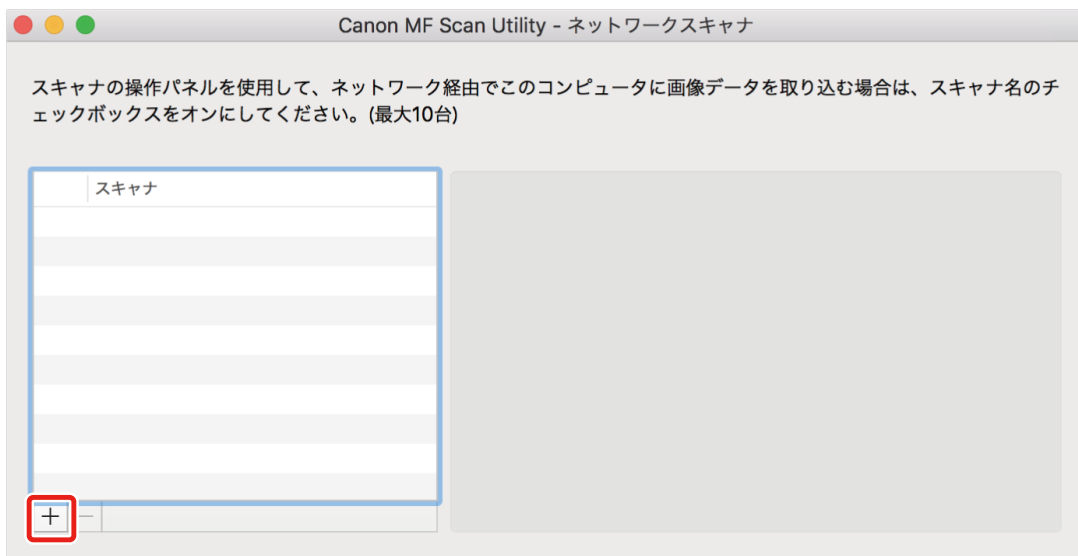 Canon MF Scan Utility - ネットワークスキャナ
スキャナの操作パネルを使用して、ネットワーク経由でこのコンピュータに画像データを取り込む場合は、スキャナ名のチ
ェックボックスをオンにしてください。(最大10台)
スキャナ
+ −